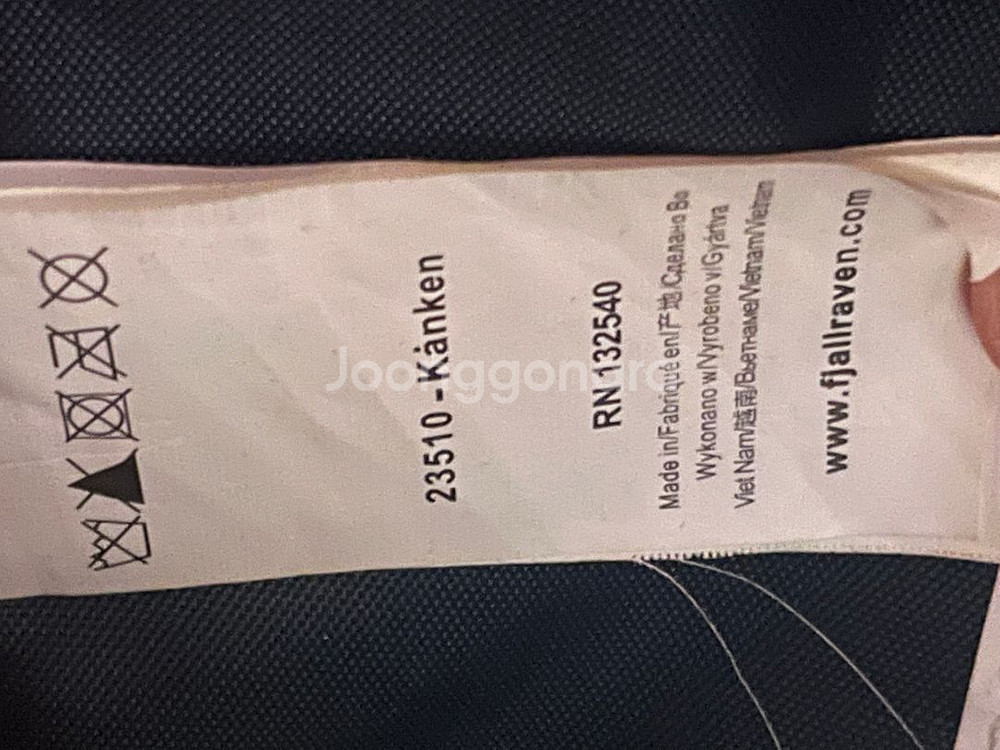 23510 - Kånken
RN 132540
Made in/Fabriqué en/产地/Сделано Во
Wykonano w/Vyrobeno v/Gyártva
Viet Nam/越南/Вьетнаме/Vietnam/Vietnam
www.fjallraven.com